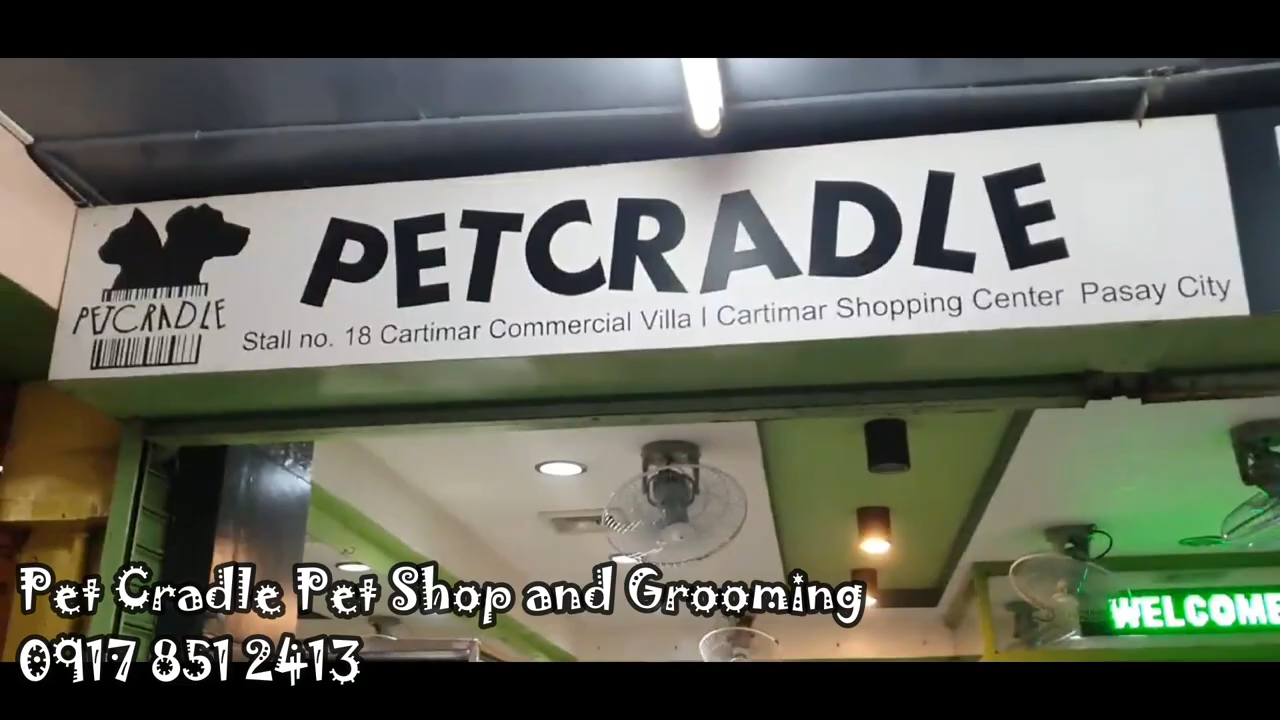 PETCRADLE
PETCRADLE
Stall no. 18 Cartimar Commercial Villa I Cartimar Shopping Center Pasay City
WELCOME
Pet Cradle Pet Shop and Grooming
0917 851 2413